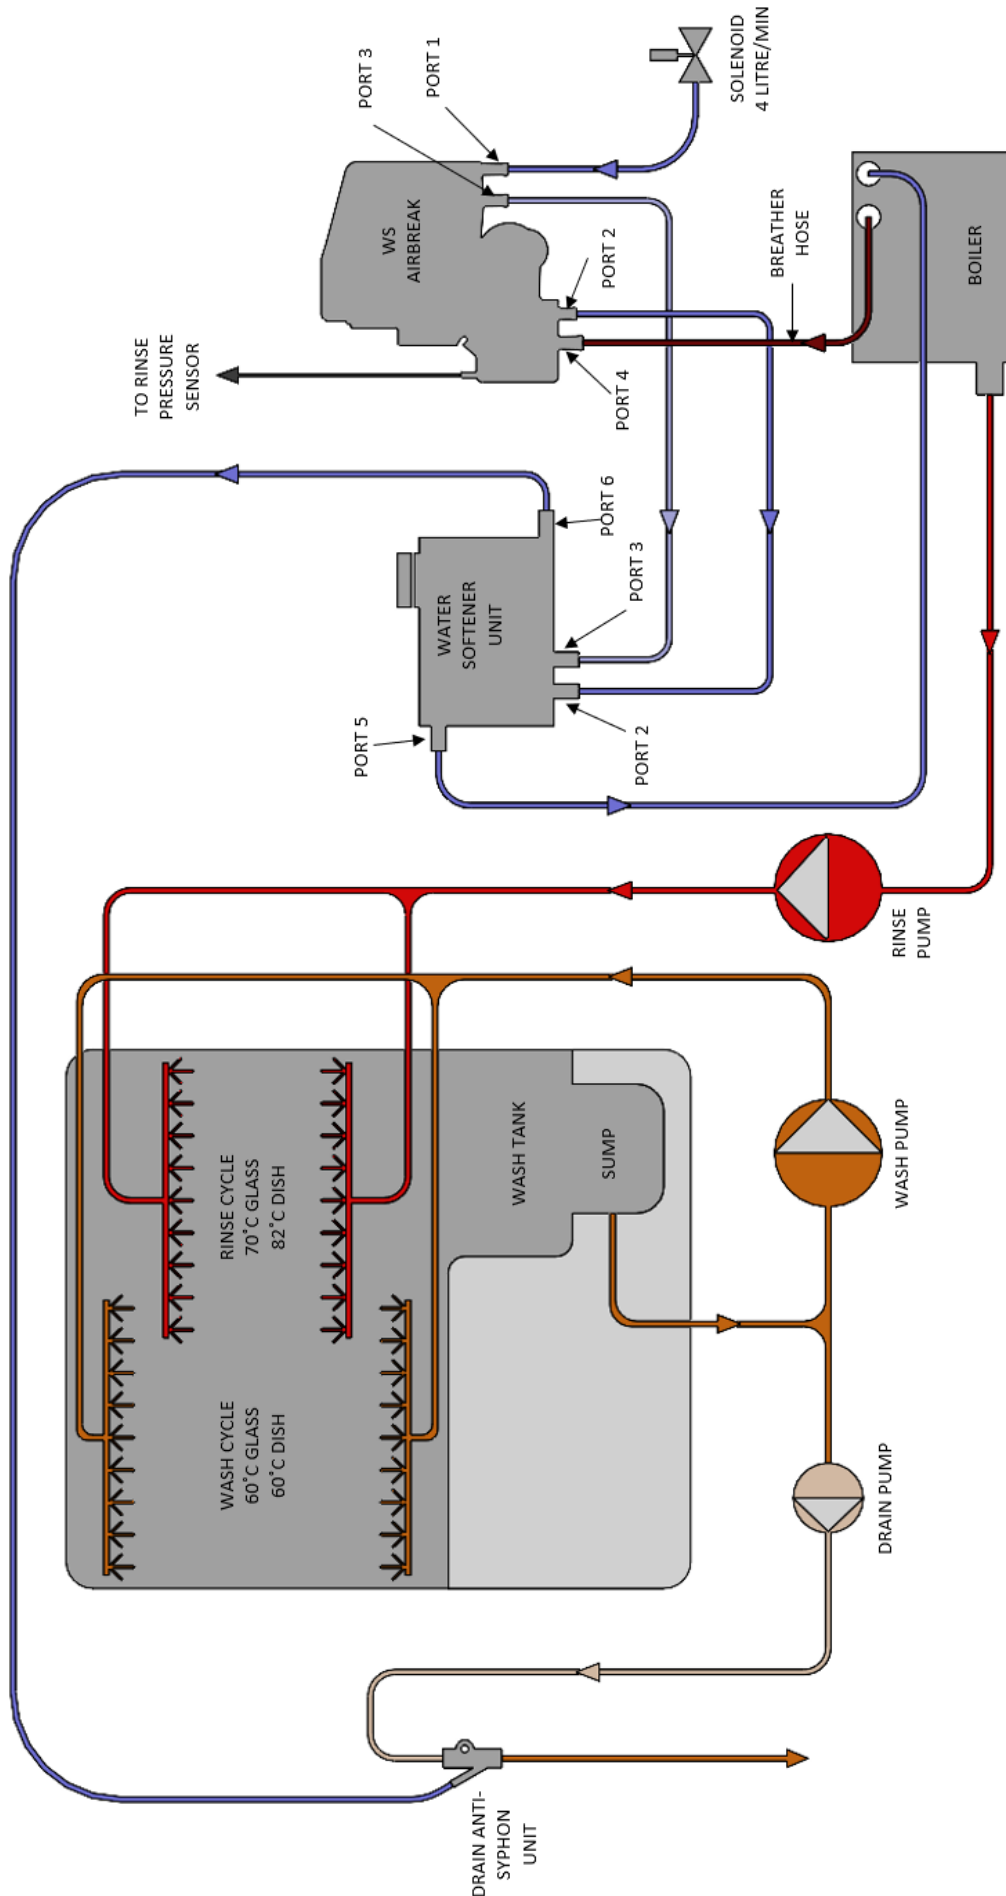 TO RINSE
PRESSURE
SENSOR
WS
AIRBREAK
PORT 3
PORT 1
PORT 2
PORT 4
SOLENOID
4 LITRE/MIN
BREATHER
HOSE
BOILER
WATER
SOFTENER
UNIT
PORT 5
PORT 6
PORT 3
PORT 2
RINSE
PUMP
RINSE CYCLE
70˚C GLASS
82˚C DISH
WASH CYCLE
60˚C GLASS
60˚C DISH
WASH TANK
SUMP
WASH PUMP
DRAIN PUMP
DRAIN ANTI-
SYPHON
UNIT